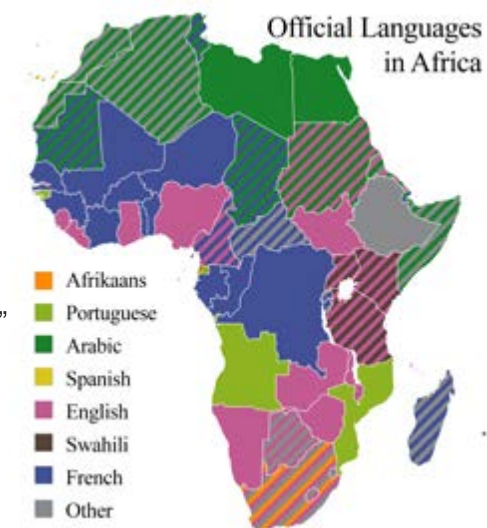 Official Languages
in Africa
”
Afrikaans
Portuguese
Arabic
Spanish
English
Swahili
French
Other